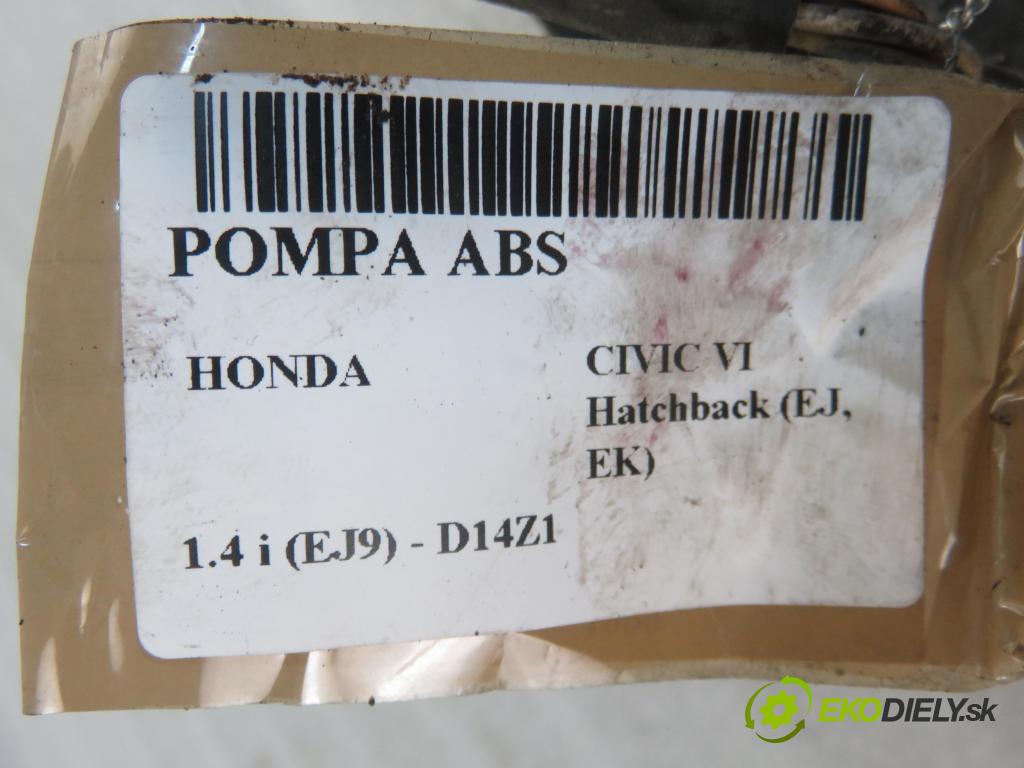 POMPA ABS
HONDA
CIVIC VI
Hatchback (EJ,
EK)
1.4 i (EJ9) - D14Z1
EKODIELY.sk